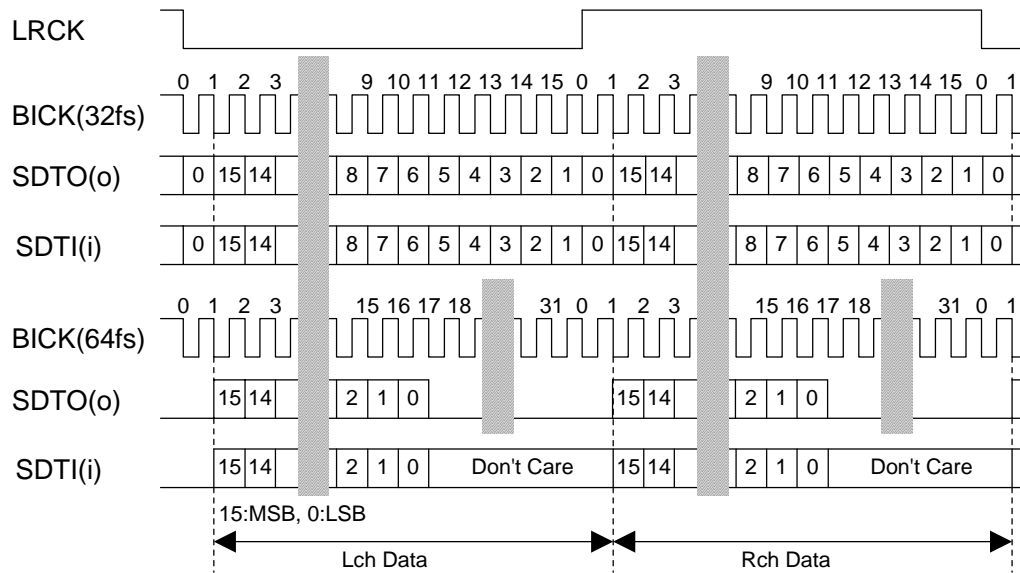 LRCK
0 1 2 3 9 10 11 12 13 14 15 0 1 2 3 9 10 11 12 13 14 15 0 1
BICK(32fs)
SDTO(o) 0 15 14 8 7 6 5 4 3 2 1 0 15 14 8 7 6 5 4 3 2 1 0
SDTI(i) 0 15 14 8 7 6 5 4 3 2 1 0 15 14 8 7 6 5 4 3 2 1 0
0 1 2 3 15 16 17 18 31 0 1 2 3 15 16 17 18 31 0 1
BICK(64fs)
SDTO(o) 15 14 2 1 0 15 14 2 1 0
SDTI(i) 15 14 2 1 0 Don't Care 15 14 2 1 0 Don't Care
15:MSB, 0:LSB
Lch Data Rch Data